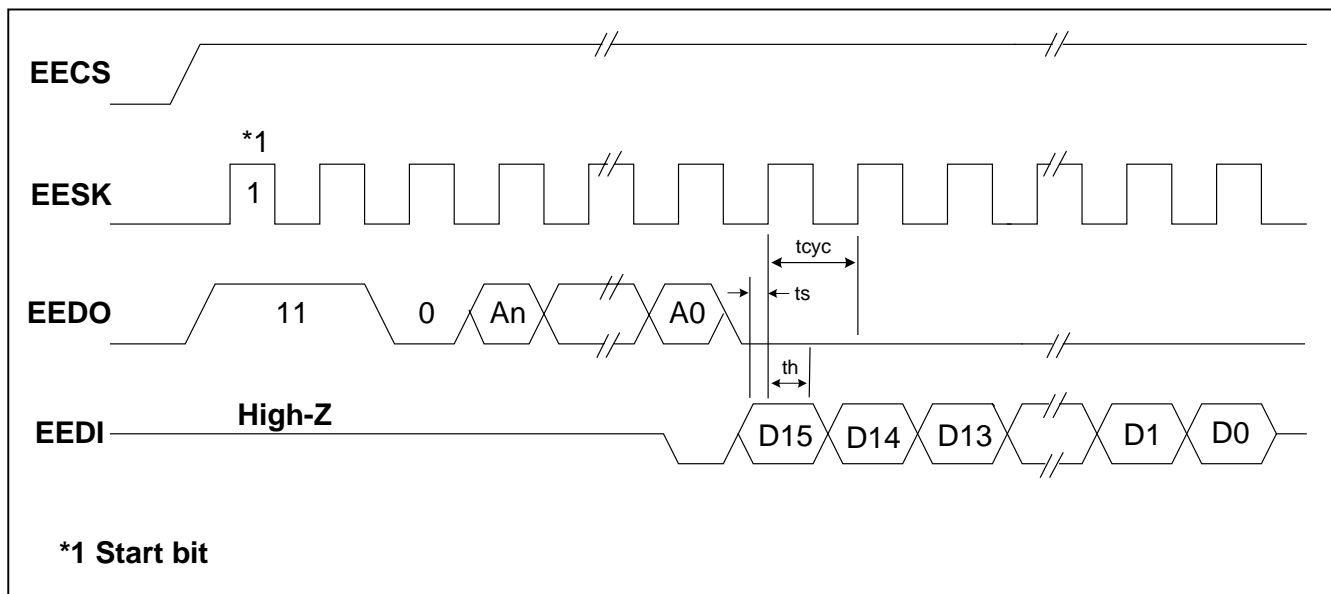 EECS
*1
EESK
1
tcyc
EEDO
11
0
An
A0
ts
th
EEDI
High-Z
D15
D14
D13
D1
D0
*1 Start bit